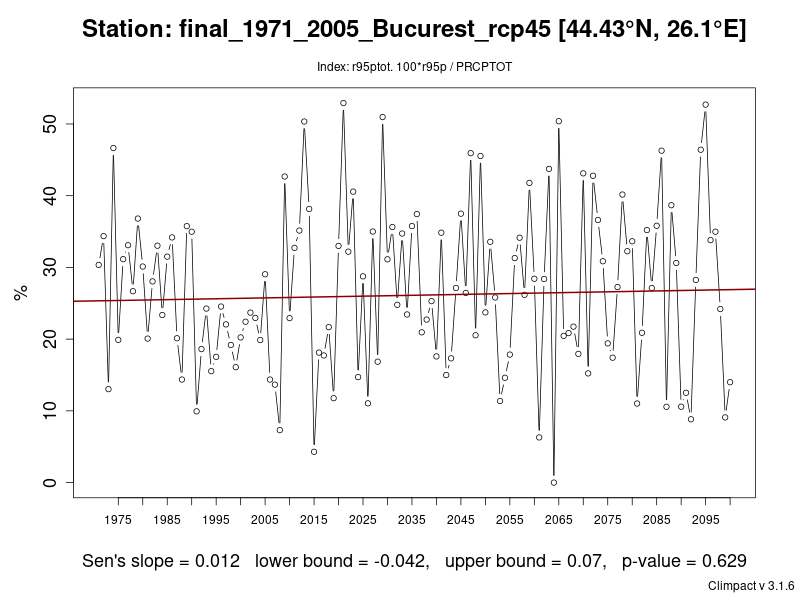 Station: final_1971_2005_Bucurest_rcp45 [44.43°N, 26.1°E]
Index: r95ptot. 100*r95p / PRCPTOT
50
40
30
20
10
0
%
1975 1985 1995 2005 2015 2025 2035 2045 2055 2065 2075 2085 2095
Sen's slope = 0.012 lower bound = -0.042, upper bound = 0.07, p-value = 0.629
Climpact v 3.1.6